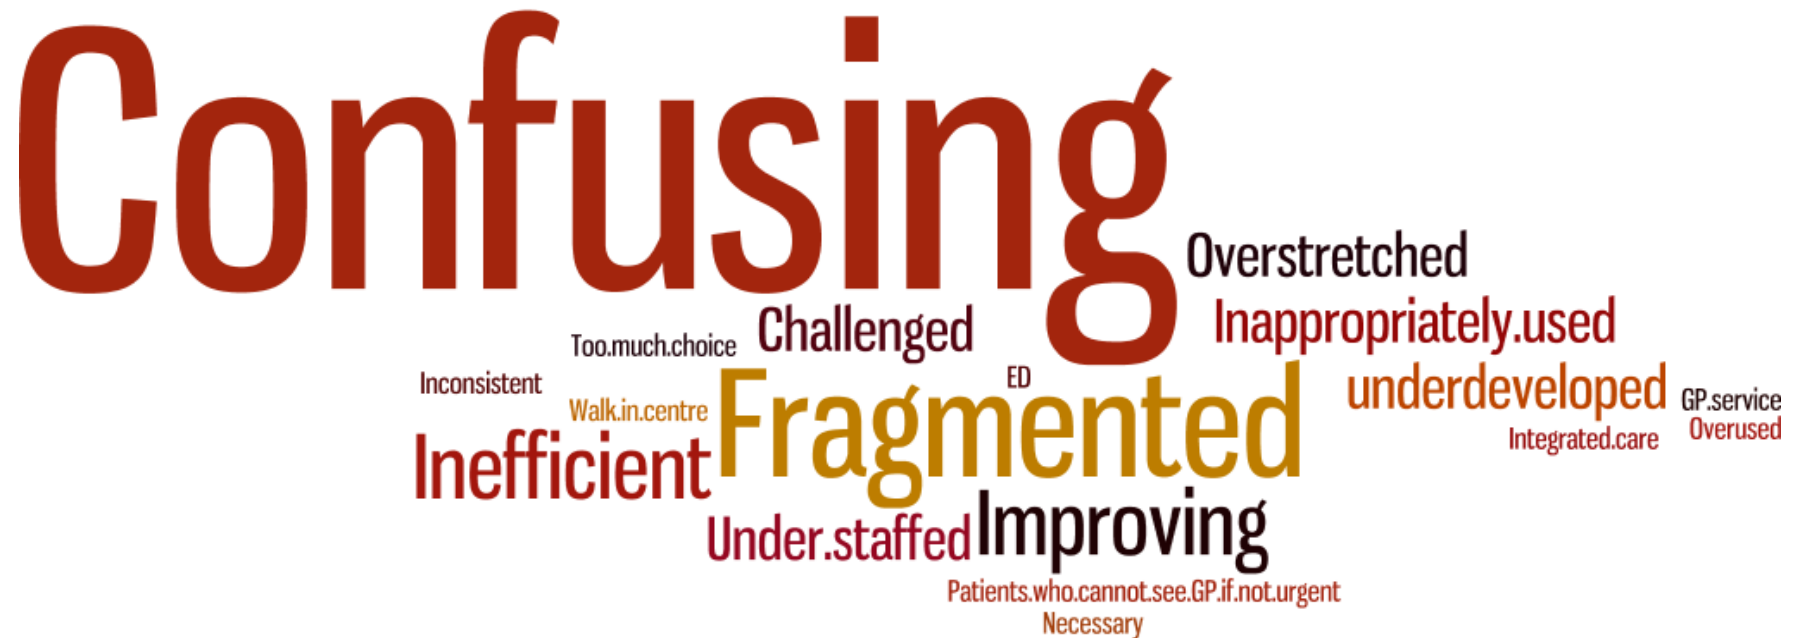 Confusing
Overstretched
Challenged
Inappropriately.used
Too.much.choice
ED
Inconsistent
underdeveloped
GP.service
Walk.in.centre
Fragmented
Overused
Integrated.care
Inefficient
Improving
Under.staffed
Patients.who.cannot.see.GP.if.not.urgent
Necessary